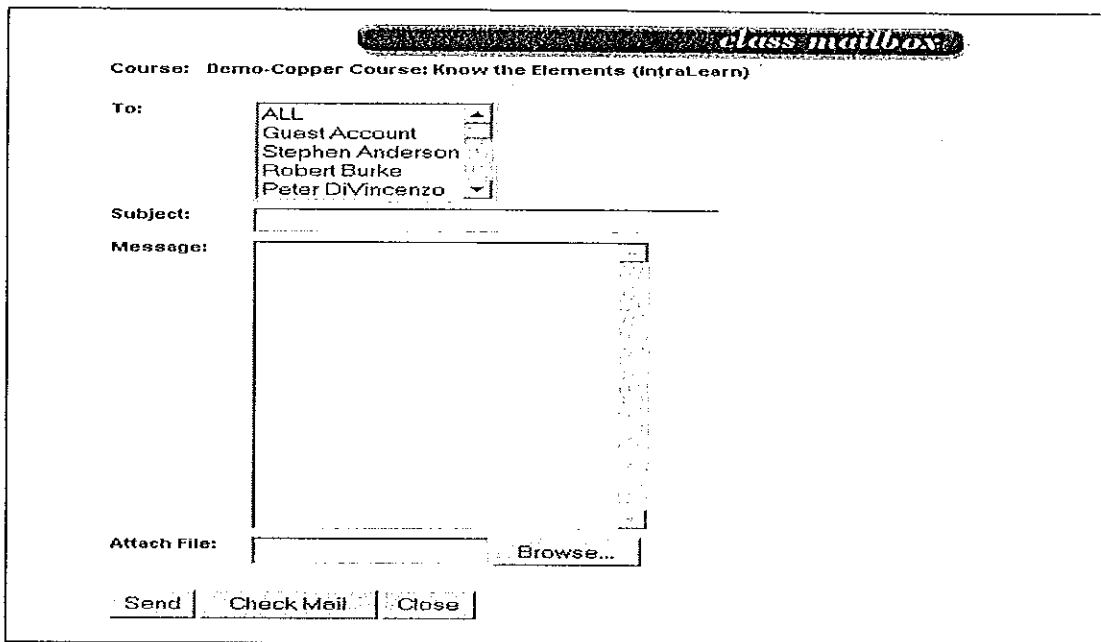 class mailbox
Course: Demo-Copper Course: Know the Elements (IntraLearn)
To:
ALL
Guest Account
Stephen Anderson
Robert Burke
Peter DiVincenzo
Subject:
Message:
Attach File:
Browse...
Send Check Mail Close